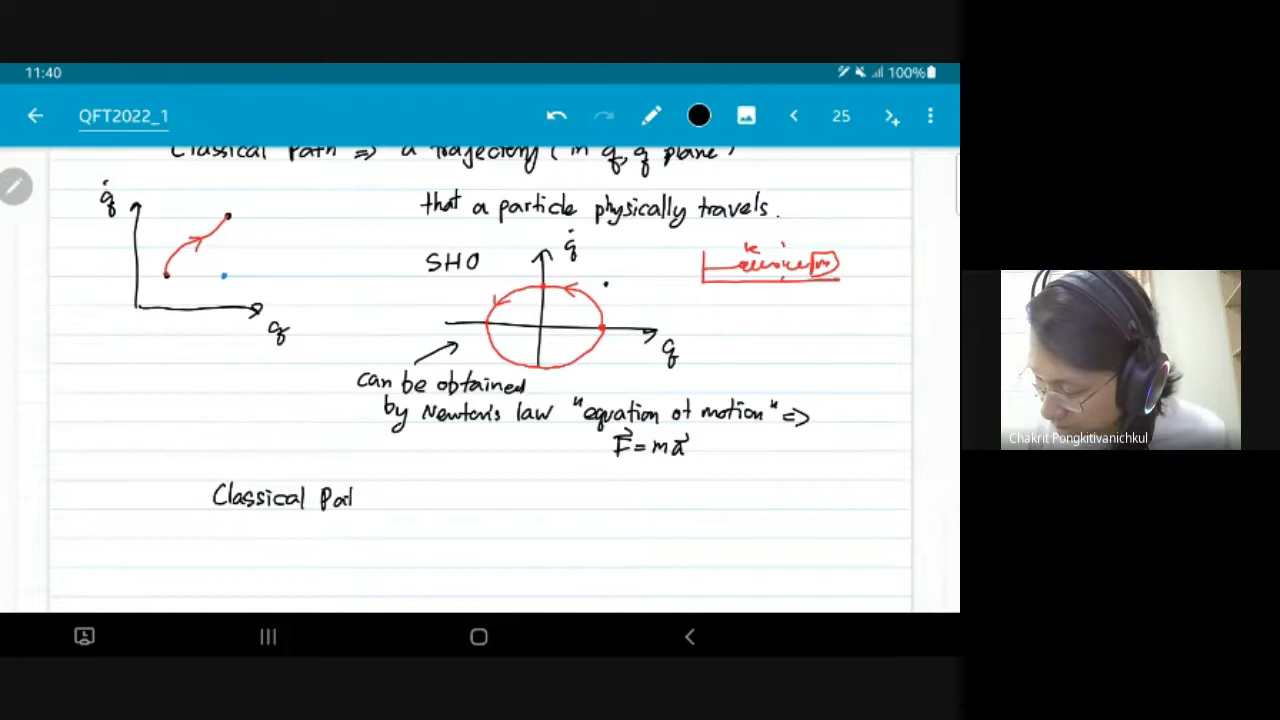 11:40 100%
QFT2022_1 25
Classical Path ⇒ a trajectory (in q, q̇ plane)
that a particle physically travels.
q̇
q
SHO
q̇
q
k
m
can be obtained
by Newton's law "equation of motion" ⇒
F⃗ = m a⃗
Classical Pat
Chakrit Pongkitivanichkul